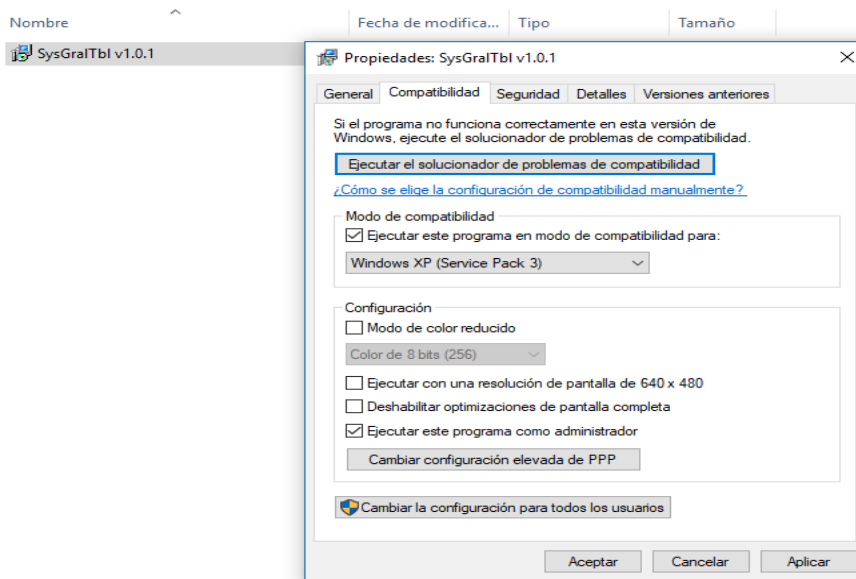 Nombre Fecha de modifica... Tipo Tamaño
SysGralTbl v1.0.1
Propiedades: SysGralTbl v1.0.1
General Compatibilidad Seguridad Detalles Versiones anteriores
Si el programa no funciona correctamente en esta versión de
Windows, ejecute el solucionador de problemas de compatibilidad.
Ejecutar el solucionador de problemas de compatibilidad
¿Cómo se elige la configuración de compatibilidad manualmente?
Modo de compatibilidad
Ejecutar este programa en modo de compatibilidad para:
Windows XP (Service Pack 3)
Configuración
Modo de color reducido
Color de 8 bits (256)
Ejecutar con una resolución de pantalla de 640 x 480
Deshabilitar optimizaciones de pantalla completa
Ejecutar este programa como administrador
Cambiar configuración elevada de PPP
Cambiar la configuración para todos los usuarios
Aceptar Cancelar Aplicar